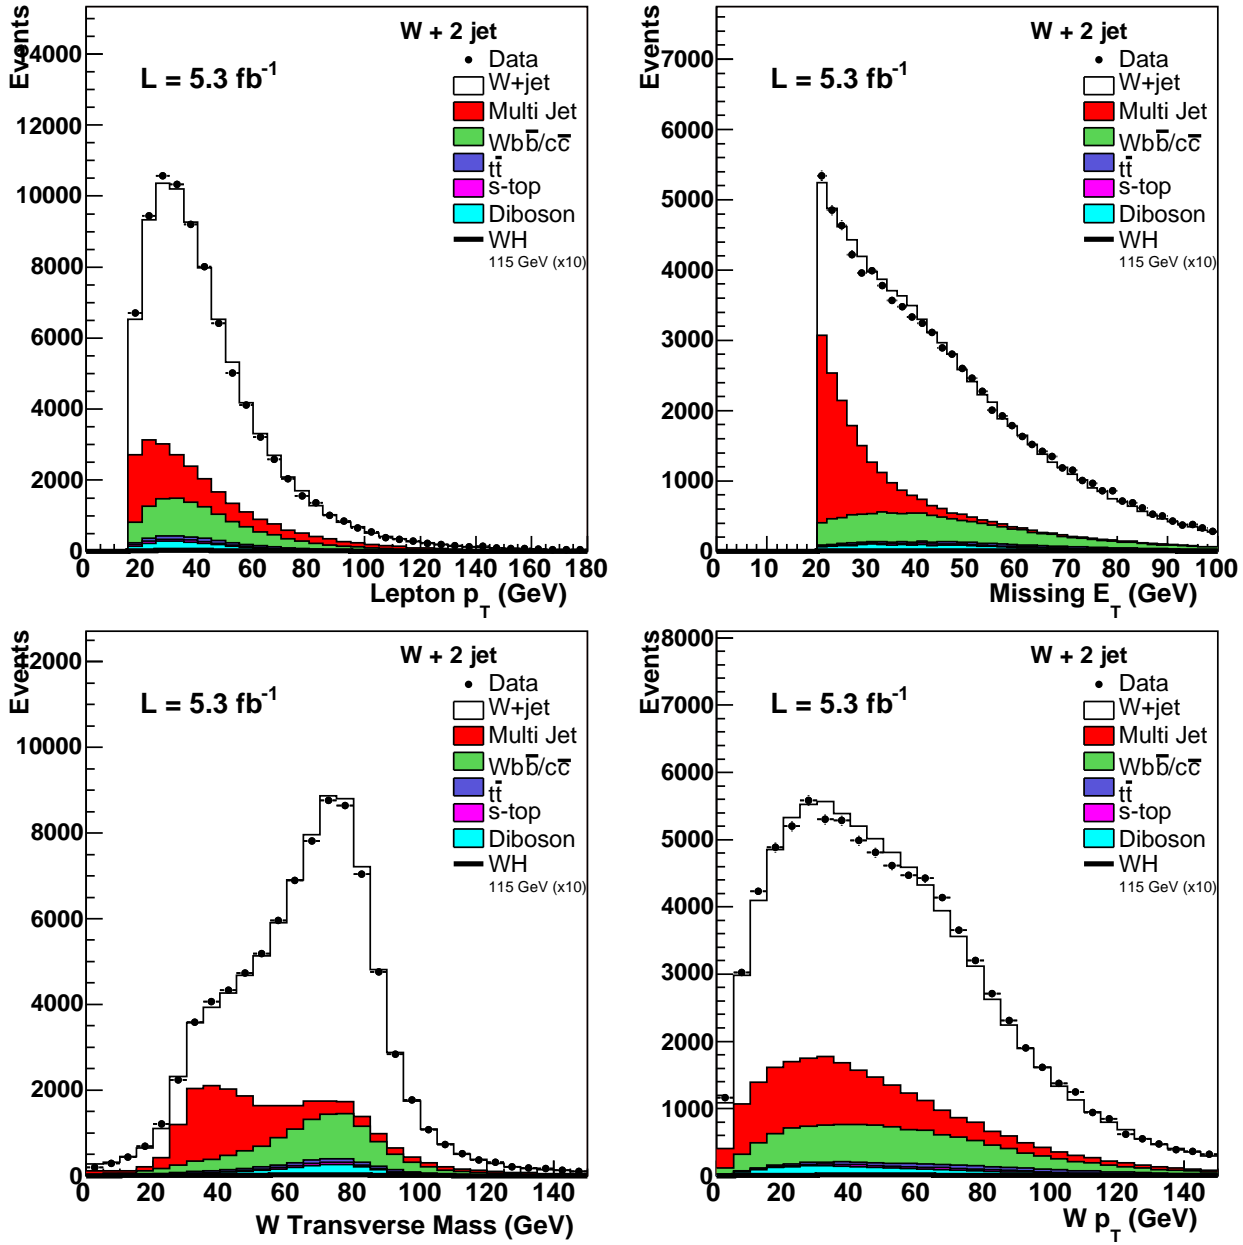 Events
14000
12000
10000
8000
6000
4000
2000
0
0 20 40 60 80 100 120 140 160 180
Lepton p_T (GeV)
W + 2 jet
L = 5.3 fb⁻¹
Data
W+jet
Multi Jet
Wbb̅/cc̅
tt̅
s-top
Diboson
WH
115 GeV (x10)
Events
7000
6000
5000
4000
3000
2000
1000
0
0 10 20 30 40 50 60 70 80 90 100
Missing E_T (GeV)
W + 2 jet
L = 5.3 fb⁻¹
Data
W+jet
Multi Jet
Wbb̅/cc̅
tt̅
s-top
Diboson
WH
115 GeV (x10)
Events
12000
10000
8000
6000
4000
2000
0
0 20 40 60 80 100 120 140
W Transverse Mass (GeV)
W + 2 jet
L = 5.3 fb⁻¹
Data
W+jet
Multi Jet
Wbb̅/cc̅
tt̅
s-top
Diboson
WH
115 GeV (x10)
Events
8000
7000
6000
5000
4000
3000
2000
1000
0
0 20 40 60 80 100 120 140
W p_T (GeV)
W + 2 jet
L = 5.3 fb⁻¹
Data
W+jet
Multi Jet
Wbb̅/cc̅
tt̅
s-top
Diboson
WH
115 GeV (x10)